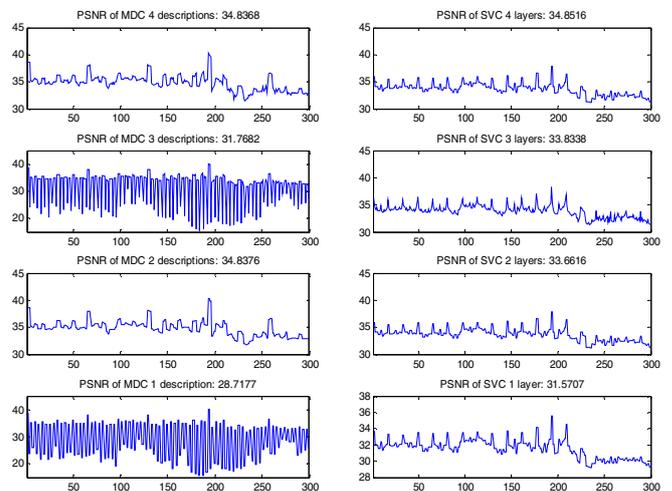 PSNR of MDC 4 descriptions: 34.8368
45
40
35
30
50 100 150 200 250 300
PSNR of SVC 4 layers: 34.8516
45
40
35
30
50 100 150 200 250 300
PSNR of MDC 3 descriptions: 31.7682
40
30
20
50 100 150 200 250 300
PSNR of SVC 3 layers: 33.8338
45
40
35
30
50 100 150 200 250 300
PSNR of MDC 2 descriptions: 34.8376
45
40
35
30
50 100 150 200 250 300
PSNR of SVC 2 layers: 33.6616
45
40
35
30
50 100 150 200 250 300
PSNR of MDC 1 description: 28.7177
40
30
20
50 100 150 200 250 300
PSNR of SVC 1 layer: 31.5707
38
36
34
32
30
28
50 100 150 200 250 300